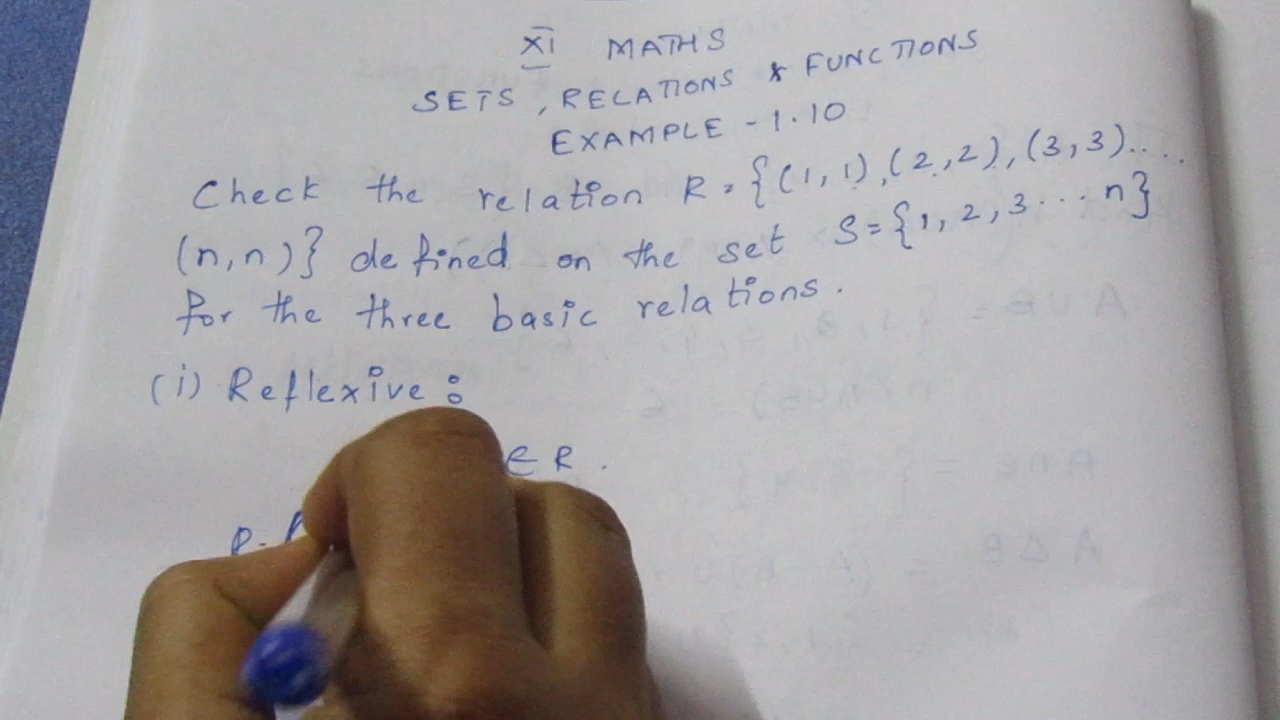 XI MATHS
SETS, RELATIONS & FUNCTIONS
EXAMPLE - 1.10
Check the relation R = {(1,1),(2,2),(3,3)....
(n,n)} defined on the set S={1,2,3...n}
for the three basic relations.
(i) Reflexive :
∈ R.
R = {